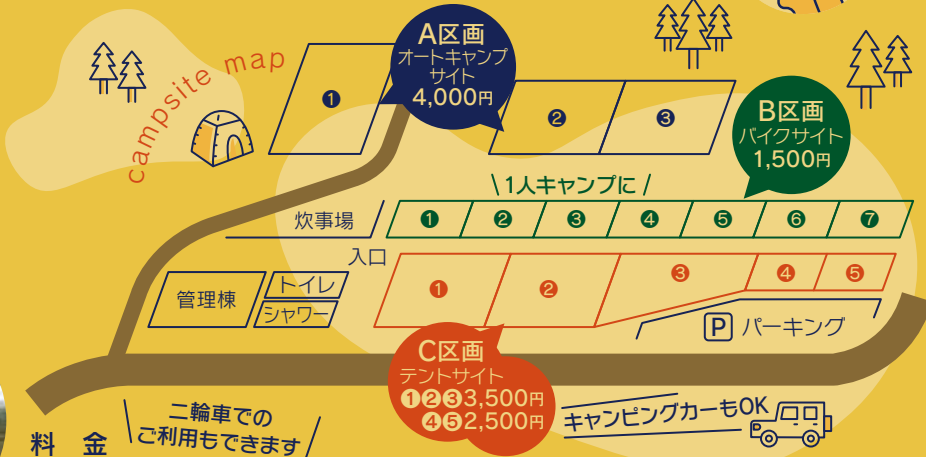 campsite map
A区画
オートキャンプ
サイト
4,000円
❶
❷
❸
B区画
バイクサイト
1,500円
\ 1人キャンプに /
炊事場
❶
❷
❸
❹
❺
❻
❼
入口
管理棟
トイレ
シャワー
❶
❷
❸
❹
❺
P パーキング
C区画
テントサイト
❶❷❸3,500円
❹❺2,500円
キャンピングカーもOK
二輪車での
ご利用もできます
料 金